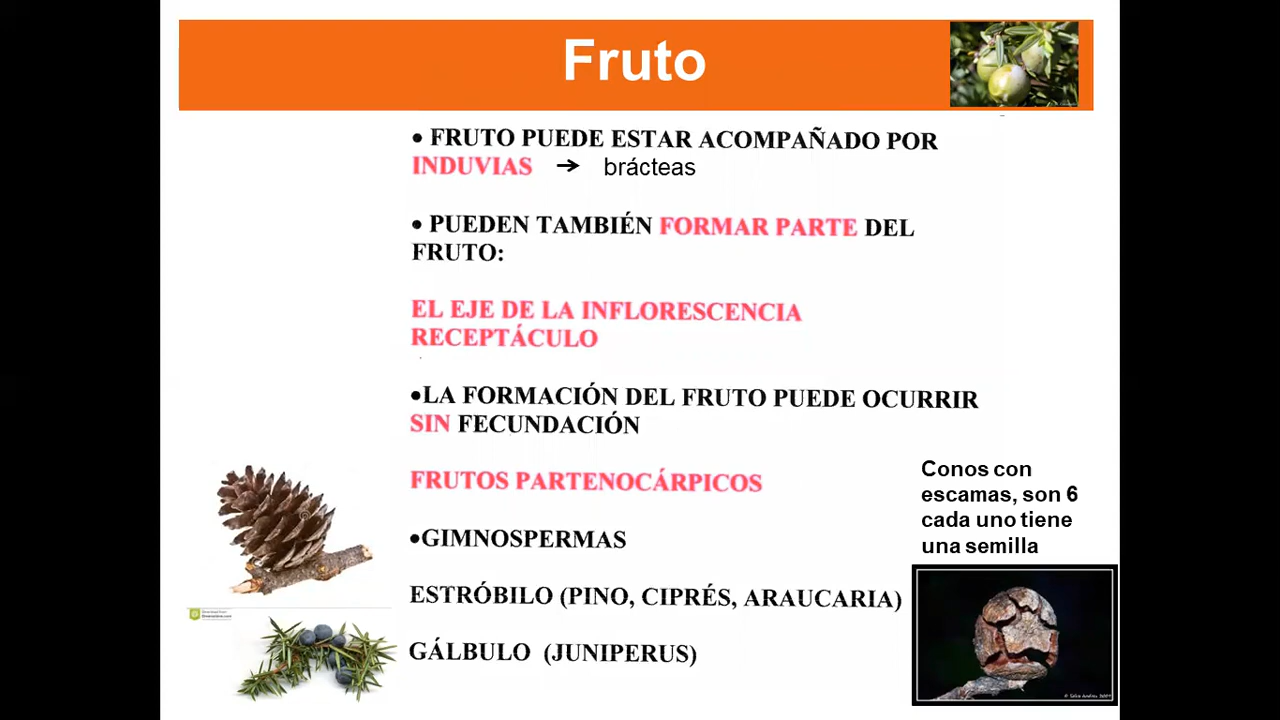 Fruto
• FRUTO PUEDE ESTAR ACOMPAÑADO POR
INDUVIAS → brácteas
• PUEDEN TAMBIÉN FORMAR PARTE DEL
FRUTO:
EL EJE DE LA INFLORESCENCIA
RECEPTÁCULO
•LA FORMACIÓN DEL FRUTO PUEDE OCURRIR
SIN FECUNDACIÓN
FRUTOS PARTENOCÁRPICOS
•GIMNOSPERMAS
ESTRÓBILO (PINO, CIPRÉS, ARAUCARIA)
GÁLBULO (JUNIPERUS)
Conos con
escamas, son 6
cada uno tiene
una semilla